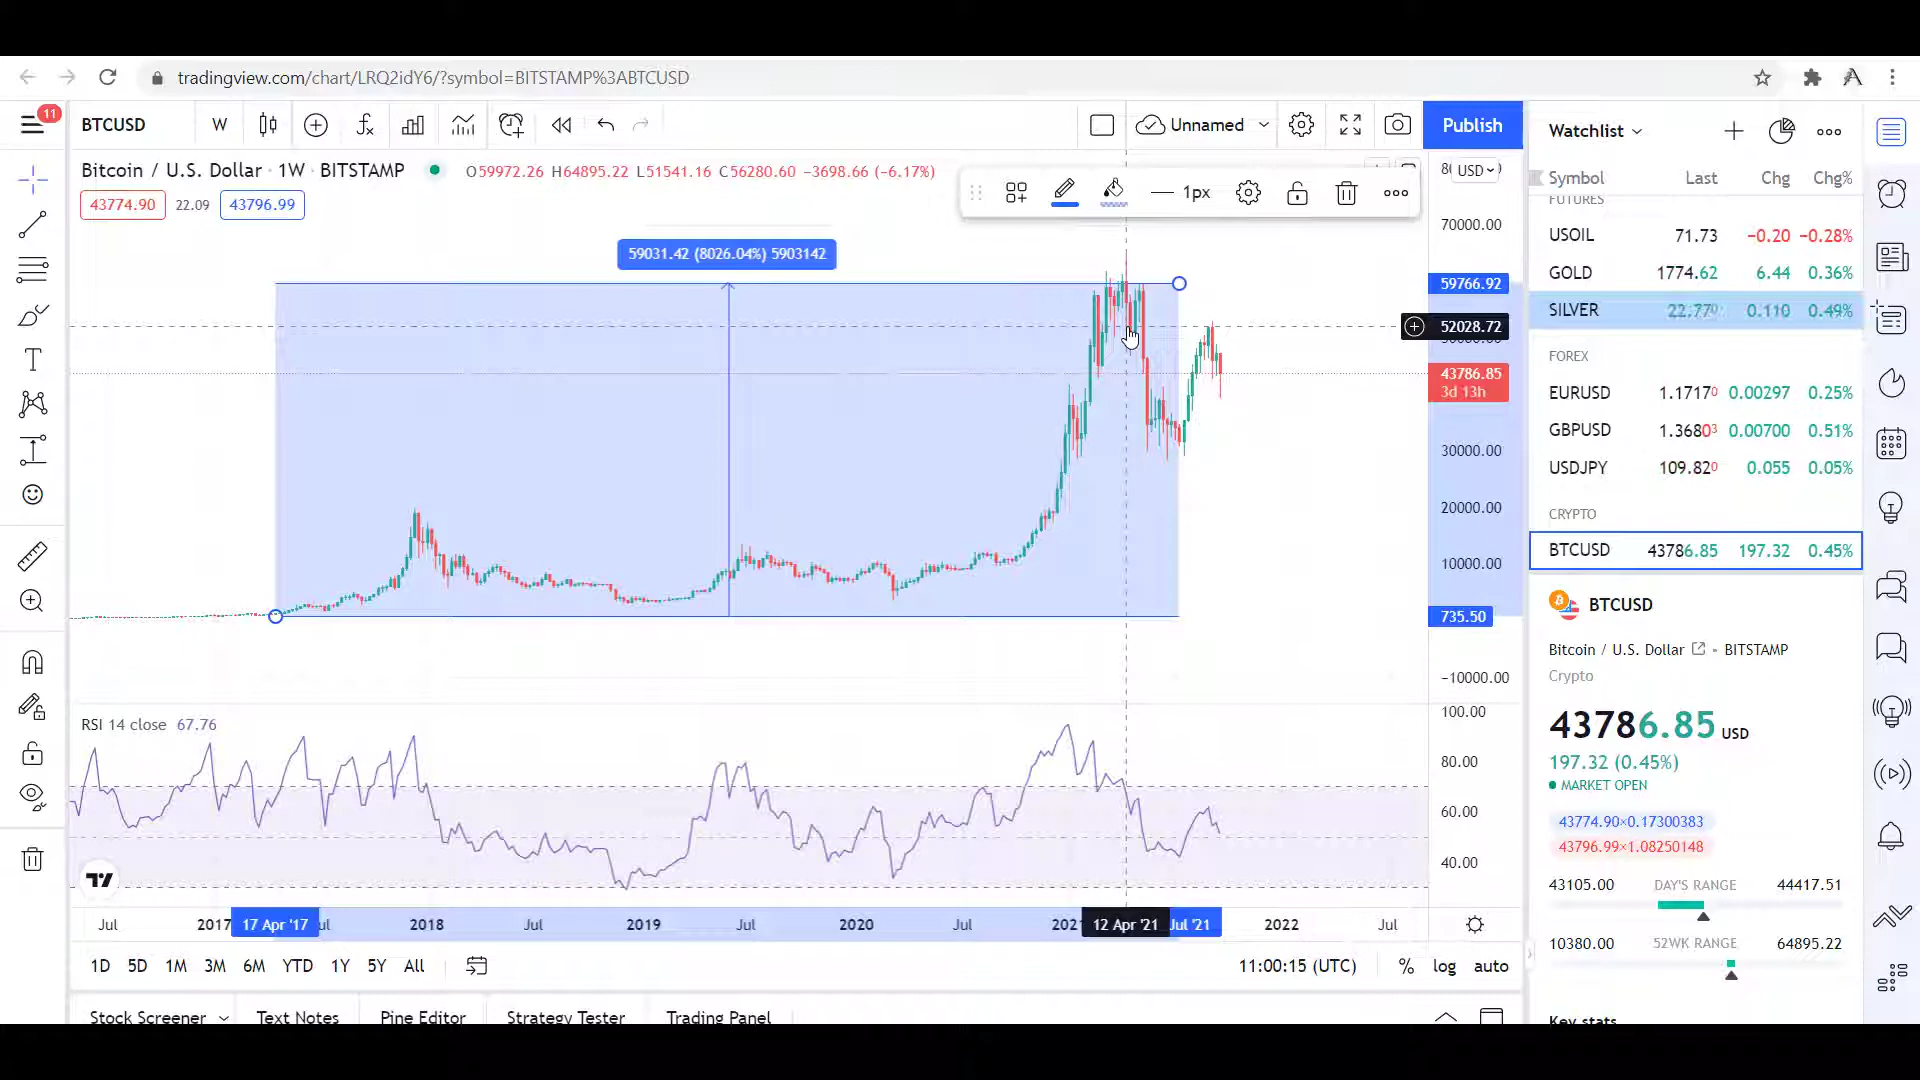 tradingview.com/chart/LRQ2idY6/?symbol=BITSTAMP%3ABTCUSD
11
BTCUSD W Unnamed Publish
Bitcoin / U.S. Dollar · 1W · BITSTAMP O59972.26 H64895.22 L51541.16 C56280.60 −3698.66 (−6.17%)
43774.90 22.09 43796.99
1px
USD
59031.42 (8026.04%) 5903142
70000.00
59766.92
52028.72
43786.85
3d 13h
30000.00
20000.00
10000.00
735.50
−10000.00
RSI 14 close 67.76
100.00
80.00
60.00
40.00
Jul 2017 17 Apr '17 2018 Jul 2019 Jul 2020 Jul 2021 12 Apr '21 Jul '21 2022 Jul
1D 5D 1M 3M 6M YTD 1Y 5Y All 11:00:15 (UTC) % log auto
Stock Screener Text Notes Pine Editor Strategy Tester Trading Panel
Watchlist
Symbol Last Chg Chg%
FUTURES
USOIL 71.73 −0.20 −0.28%
GOLD 1774.62 6.44 0.36%
SILVER 22.770 0.110 0.49%
FOREX
EURUSD 1.17170 0.00297 0.25%
GBPUSD 1.36803 0.00700 0.51%
USDJPY 109.820 0.055 0.05%
CRYPTO
BTCUSD 43786.85 197.32 0.45%
BTCUSD
Bitcoin / U.S. Dollar · BITSTAMP
Crypto
43786.85 USD
197.32 (0.45%)
MARKET OPEN
43774.90×0.17300383
43796.99×1.08250148
43105.00 DAY'S RANGE 44417.51
10380.00 52WK RANGE 64895.22
Key stats